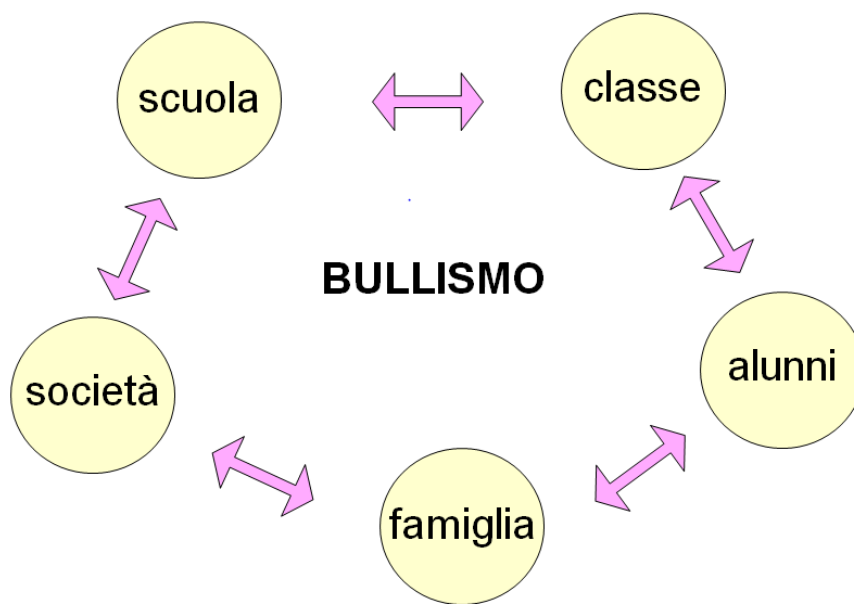 scuola
classe
BULLISMO
società
alunni
famiglia